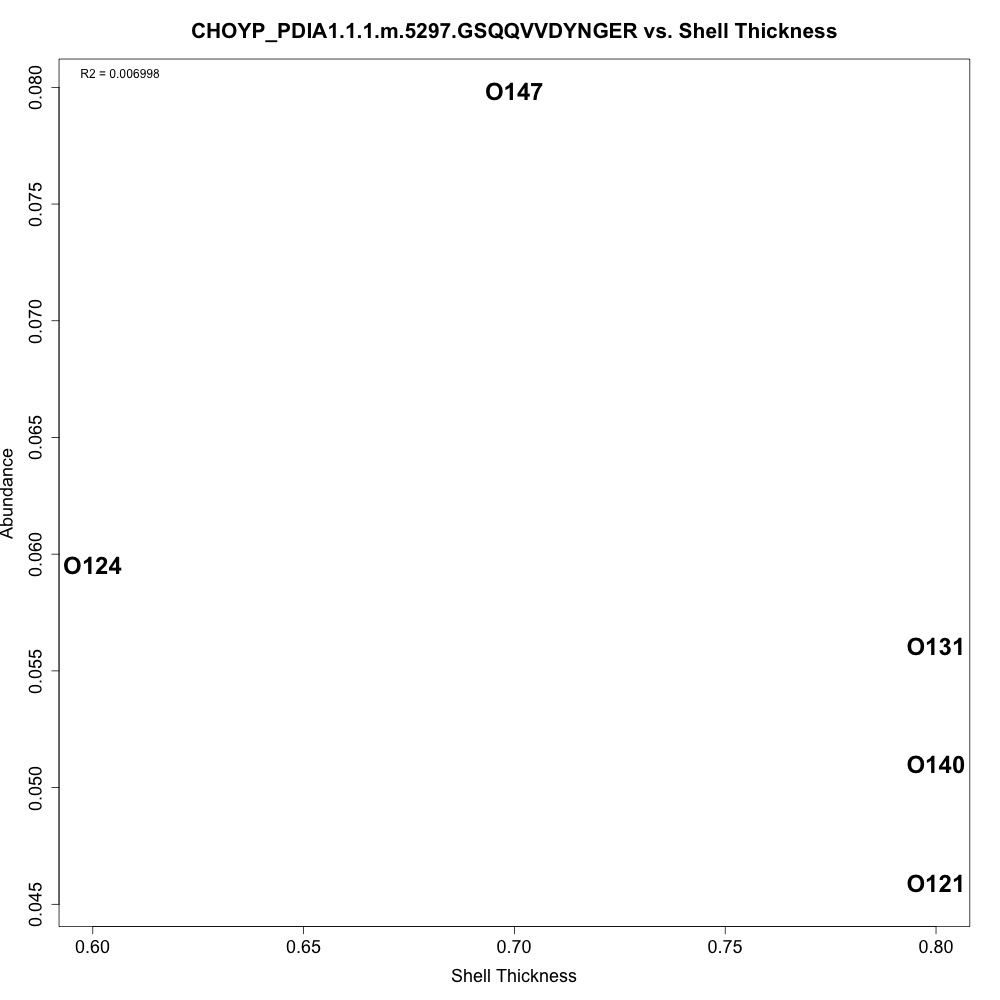 CHOYP_PDIA1.1.1.m.5297.GSQQVVDYNGER vs. Shell Thickness
R2 = 0.006998
O147
O124
O131
O140
O121
0.080
0.075
0.070
0.065
0.060
0.055
0.050
0.045
Abundance
0.60 0.65 0.70 0.75 0.80
Shell Thickness